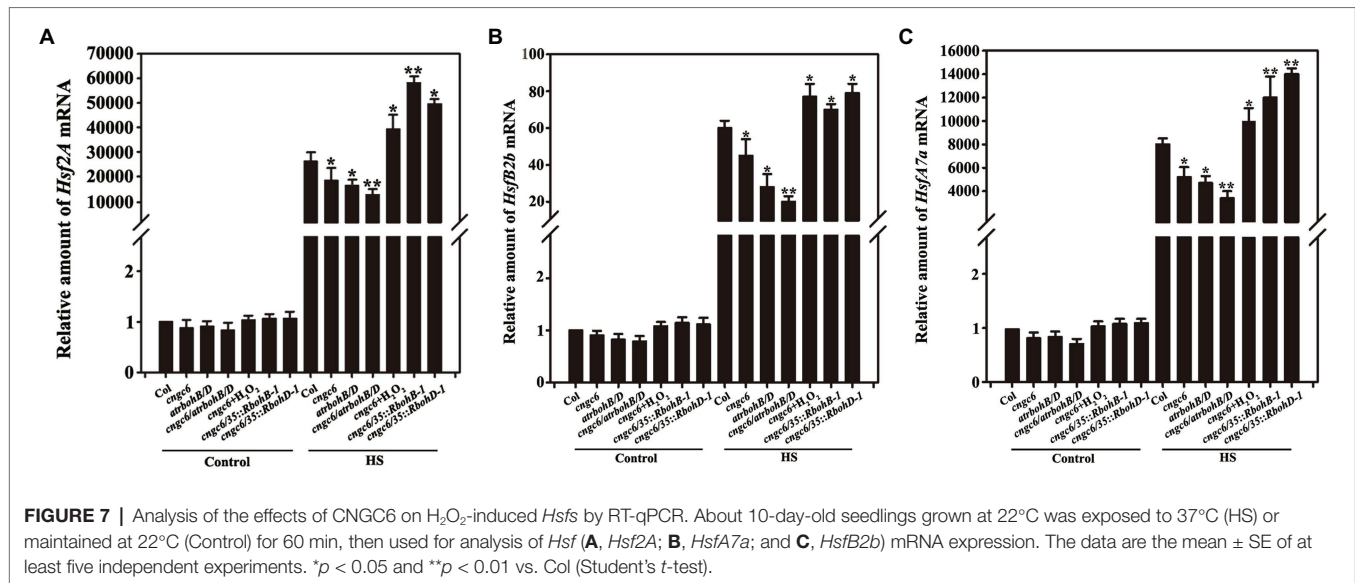 A
Relative amount of Hsf2A mRNA
70000
60000
50000
40000
30000
20000
10000
2
1
0
* * ** * ** *
Col
cngc6
atrbohB/D
cngc6/atrbohB/D
cngc6+H₂O₂
cngc6/35::RbohB-1
cngc6/35::RbohD-1
Col
cngc6
atrbohB/D
cngc6/atrbohB/D
cngc6+H₂O₂
cngc6/35::RbohB-1
cngc6/35::RbohD-1
Control
HS
B
Relative amount of HsfB2b mRNA
100
80
60
40
20
2
1
0
* * ** * * *
Col
cngc6
atrbohB/D
cngc6/atrbohB/D
cngc6+H₂O₂
cngc6/35::RbohB-1
cngc6/35::RbohD-1
Col
cngc6
atrbohB/D
cngc6/atrbohB/D
cngc6+H₂O₂
cngc6/35::RbohB-1
cngc6/35::RbohD-1
Control
HS
C
Relative amount of HsfA7a mRNA
16000
14000
12000
10000
8000
6000
4000
2
1
0
* * ** * ** **
Col
cngc6
atrbohB/D
cngc6/atrbohB/D
cngc6+H₂O₂
cngc6/35::RbohB-1
cngc6/35::RbohD-1
Col
cngc6
atrbohB/D
cngc6/atrbohB/D
cngc6+H₂O₂
cngc6/35::RbohB-1
cngc6/35::RbohD-1
Control
HS
FIGURE 7 | Analysis of the effects of CNGC6 on H₂O₂-induced Hsfs by RT-qPCR. About 10-day-old seedlings grown at 22°C was exposed to 37°C (HS) or
maintained at 22°C (Control) for 60 min, then used for analysis of Hsf (A, Hsf2A; B, HsfA7a; and C, HsfB2b) mRNA expression. The data are the mean ± SE of at
least five independent experiments. *p < 0.05 and **p < 0.01 vs. Col (Student's t-test).